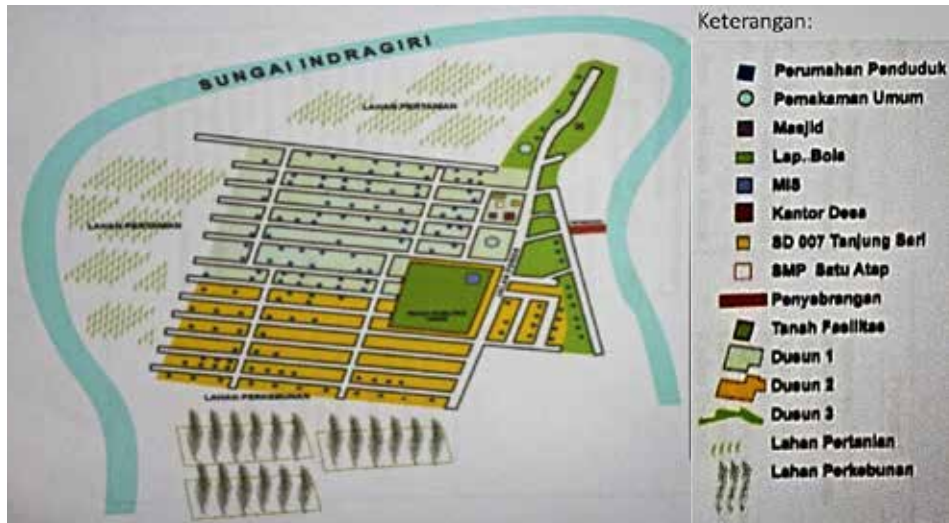 SUNGAI INDRAGIRI
LAHAN PERTANIAN
LAHAN PERTANIAN
LAHAN PERKEBUNAN
Keterangan:
Perumahan Penduduk
Pemakaman Umum
Masjid
Lap. Bola
MIS
Kantor Desa
SD 007 Tanjung Sari
SMP Satu Atap
Penyebrangan
Tanah Fasilitas
Dusun 1
Dusun 2
Dusun 3
Lahan Pertanian
Lahan Perkebunan